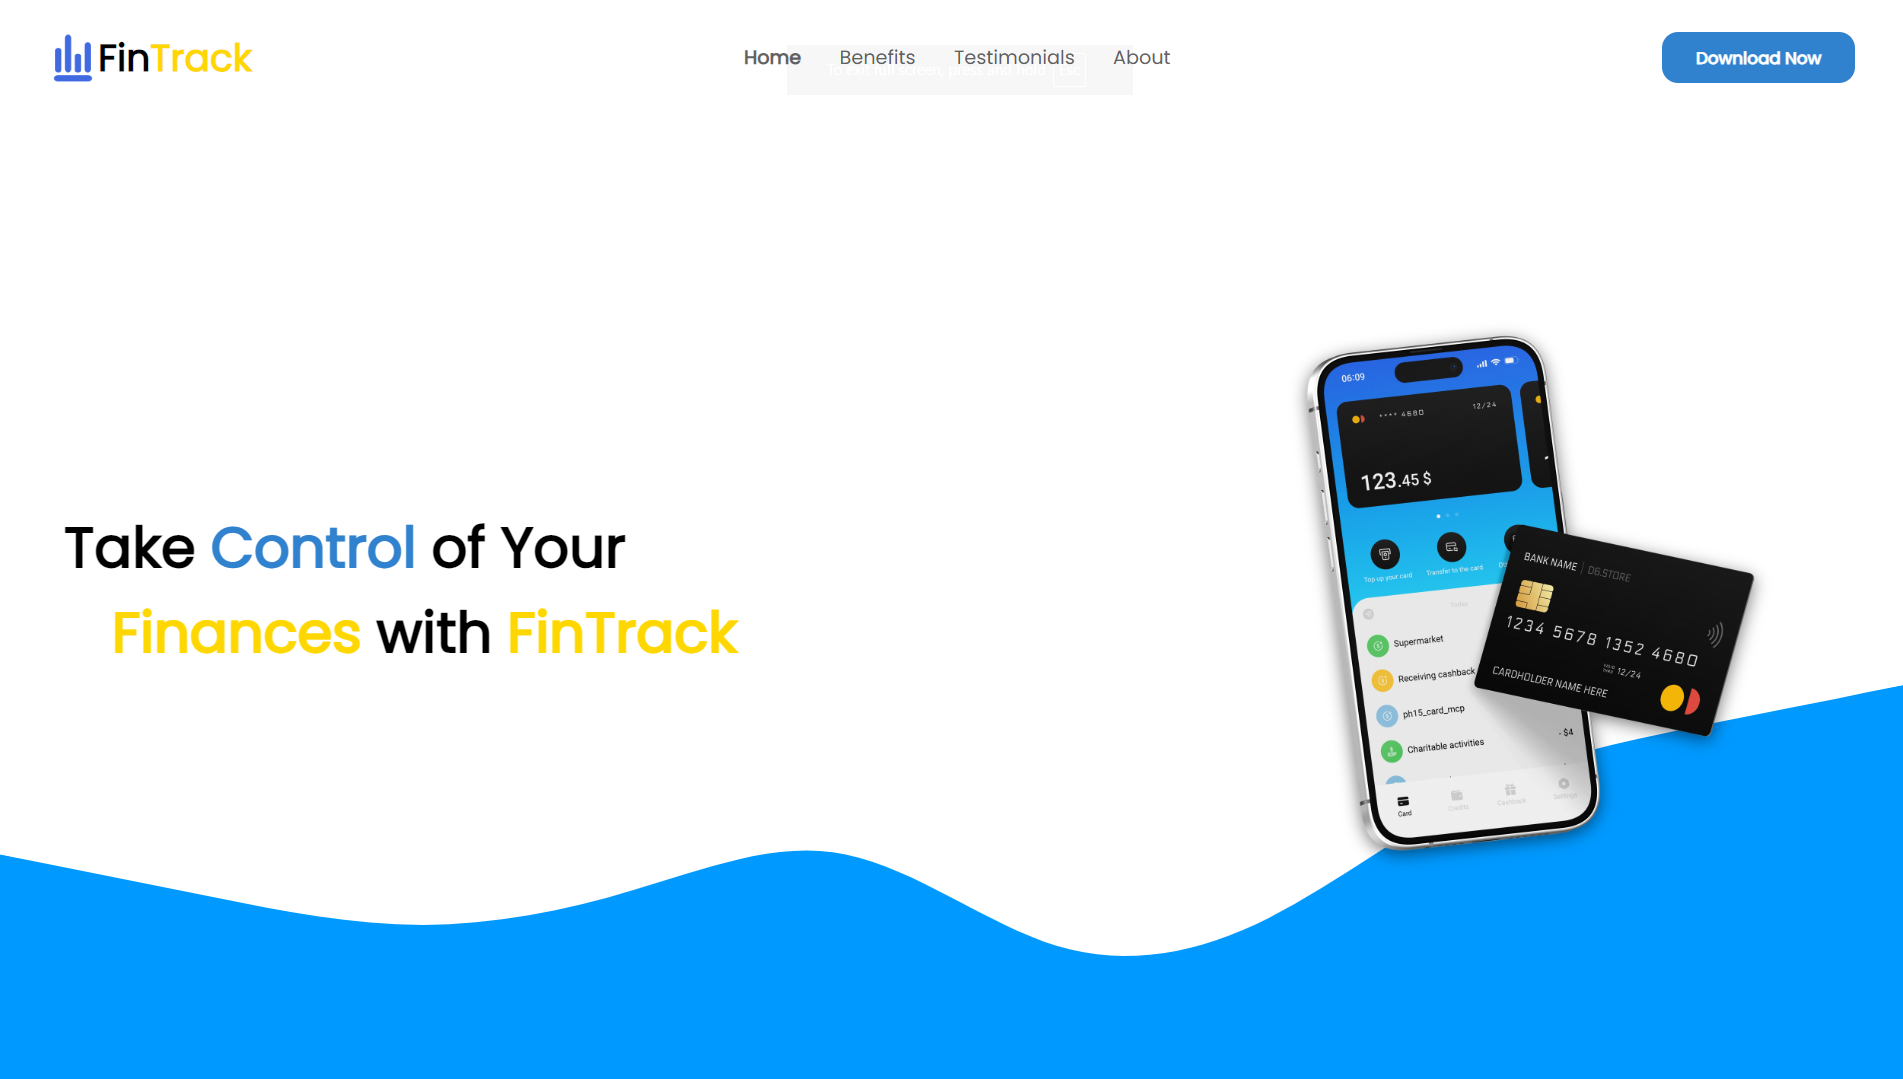 FinTrack
Home Benefits Testimonials About
To exit full screen, press and hold Esc
Download Now
Take Control of Your
Finances with FinTrack
06:09
**** 4680 12/24
123.45 $
Top up your card Transfer to the card
Today
Supermarket
Receiving cashback
ph15_card_mcp
Charitable activities - $4
Card Credits Cashback Settings
BANK NAME | D6.STORE
1234 5678 1352 4680
12/24
CARDHOLDER NAME HERE